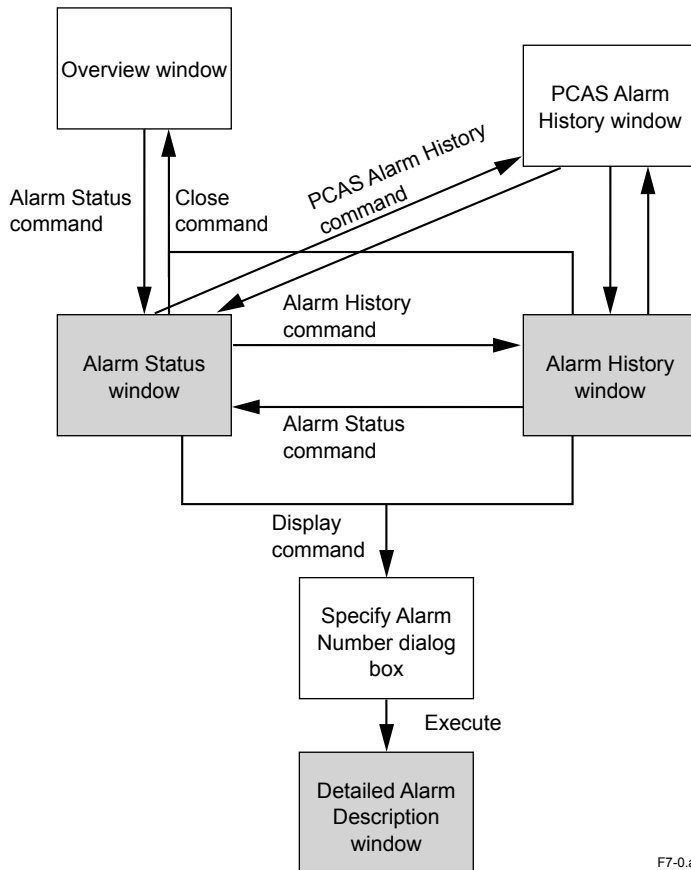 Overview window
PCAS Alarm
History window
PCAS Alarm History
command
Alarm Status
command
Close
command
Alarm History
command
Alarm Status
window
Alarm History
window
Alarm Status
command
Display
command
Specify Alarm
Number dialog
box
Execute
Detailed Alarm
Description
window